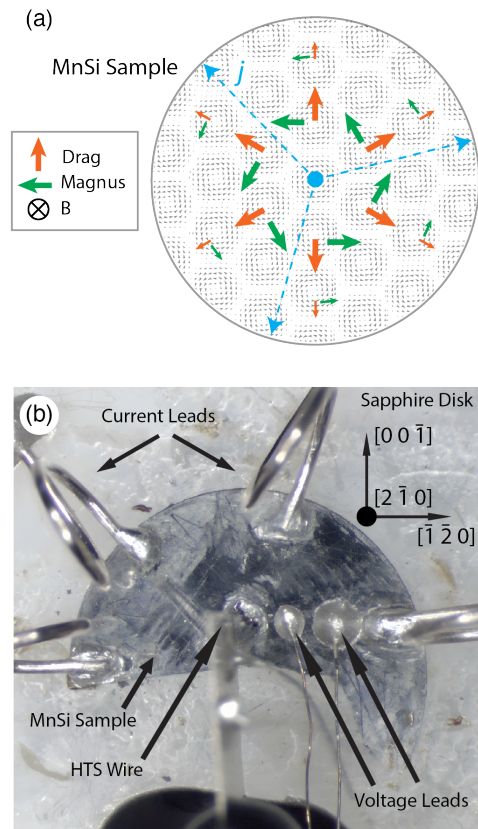 (a)
MnSi Sample
j
Drag
Magnus
B
(b)
Current Leads
Sapphire Disk
[0 0 1̄]
[2 1̄ 0]
[1̄ 2̄ 0]
MnSi Sample
HTS Wire
Voltage Leads